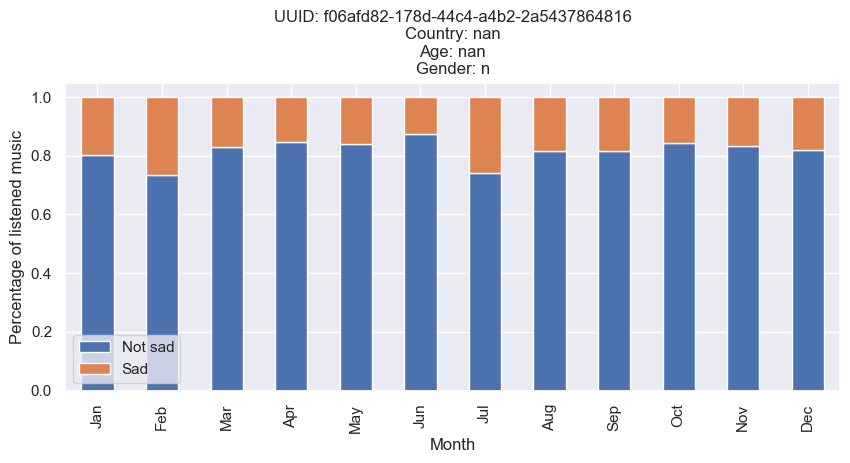 UUID: f06afd82-178d-44c4-a4b2-2a5437864816
Country: nan
Age: nan
Gender: n
Percentage of listened music
1.0
0.8
0.6
0.4
0.2
0.0
Not sad
Sad
Jan Feb Mar Apr May Jun Jul Aug Sep Oct Nov Dec
Month